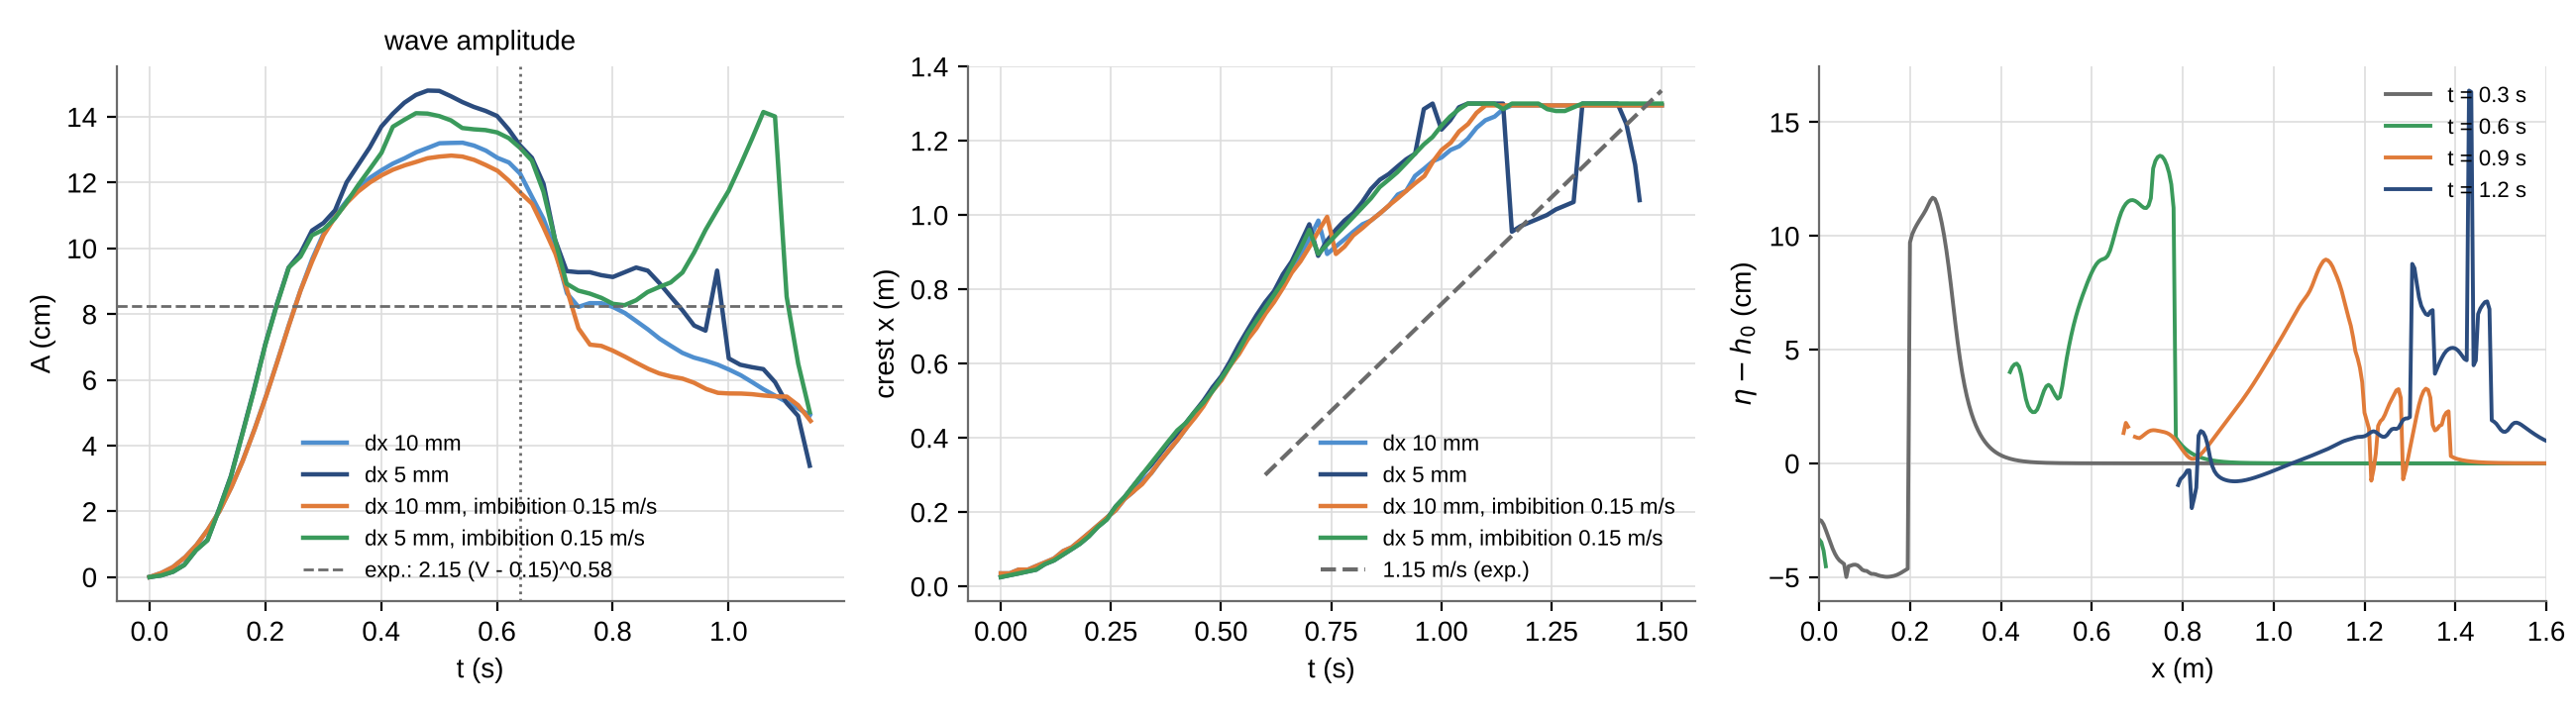 wave amplitude
A (cm)
14
12
10
8
6
4
2
0
0.0 0.2 0.4 0.6 0.8 1.0
t (s)
dx 10 mm
dx 5 mm
dx 10 mm, imbibition 0.15 m/s
dx 5 mm, imbibition 0.15 m/s
exp.: 2.15 (V - 0.15)^0.58
crest x (m)
1.4
1.2
1.0
0.8
0.6
0.4
0.2
0.0
0.00 0.25 0.50 0.75 1.00 1.25 1.50
t (s)
dx 10 mm
dx 5 mm
dx 10 mm, imbibition 0.15 m/s
dx 5 mm, imbibition 0.15 m/s
1.15 m/s (exp.)
η − h₀ (cm)
15
10
5
0
−5
0.0 0.2 0.4 0.6 0.8 1.0 1.2 1.4 1.6
x (m)
t = 0.3 s
t = 0.6 s
t = 0.9 s
t = 1.2 s